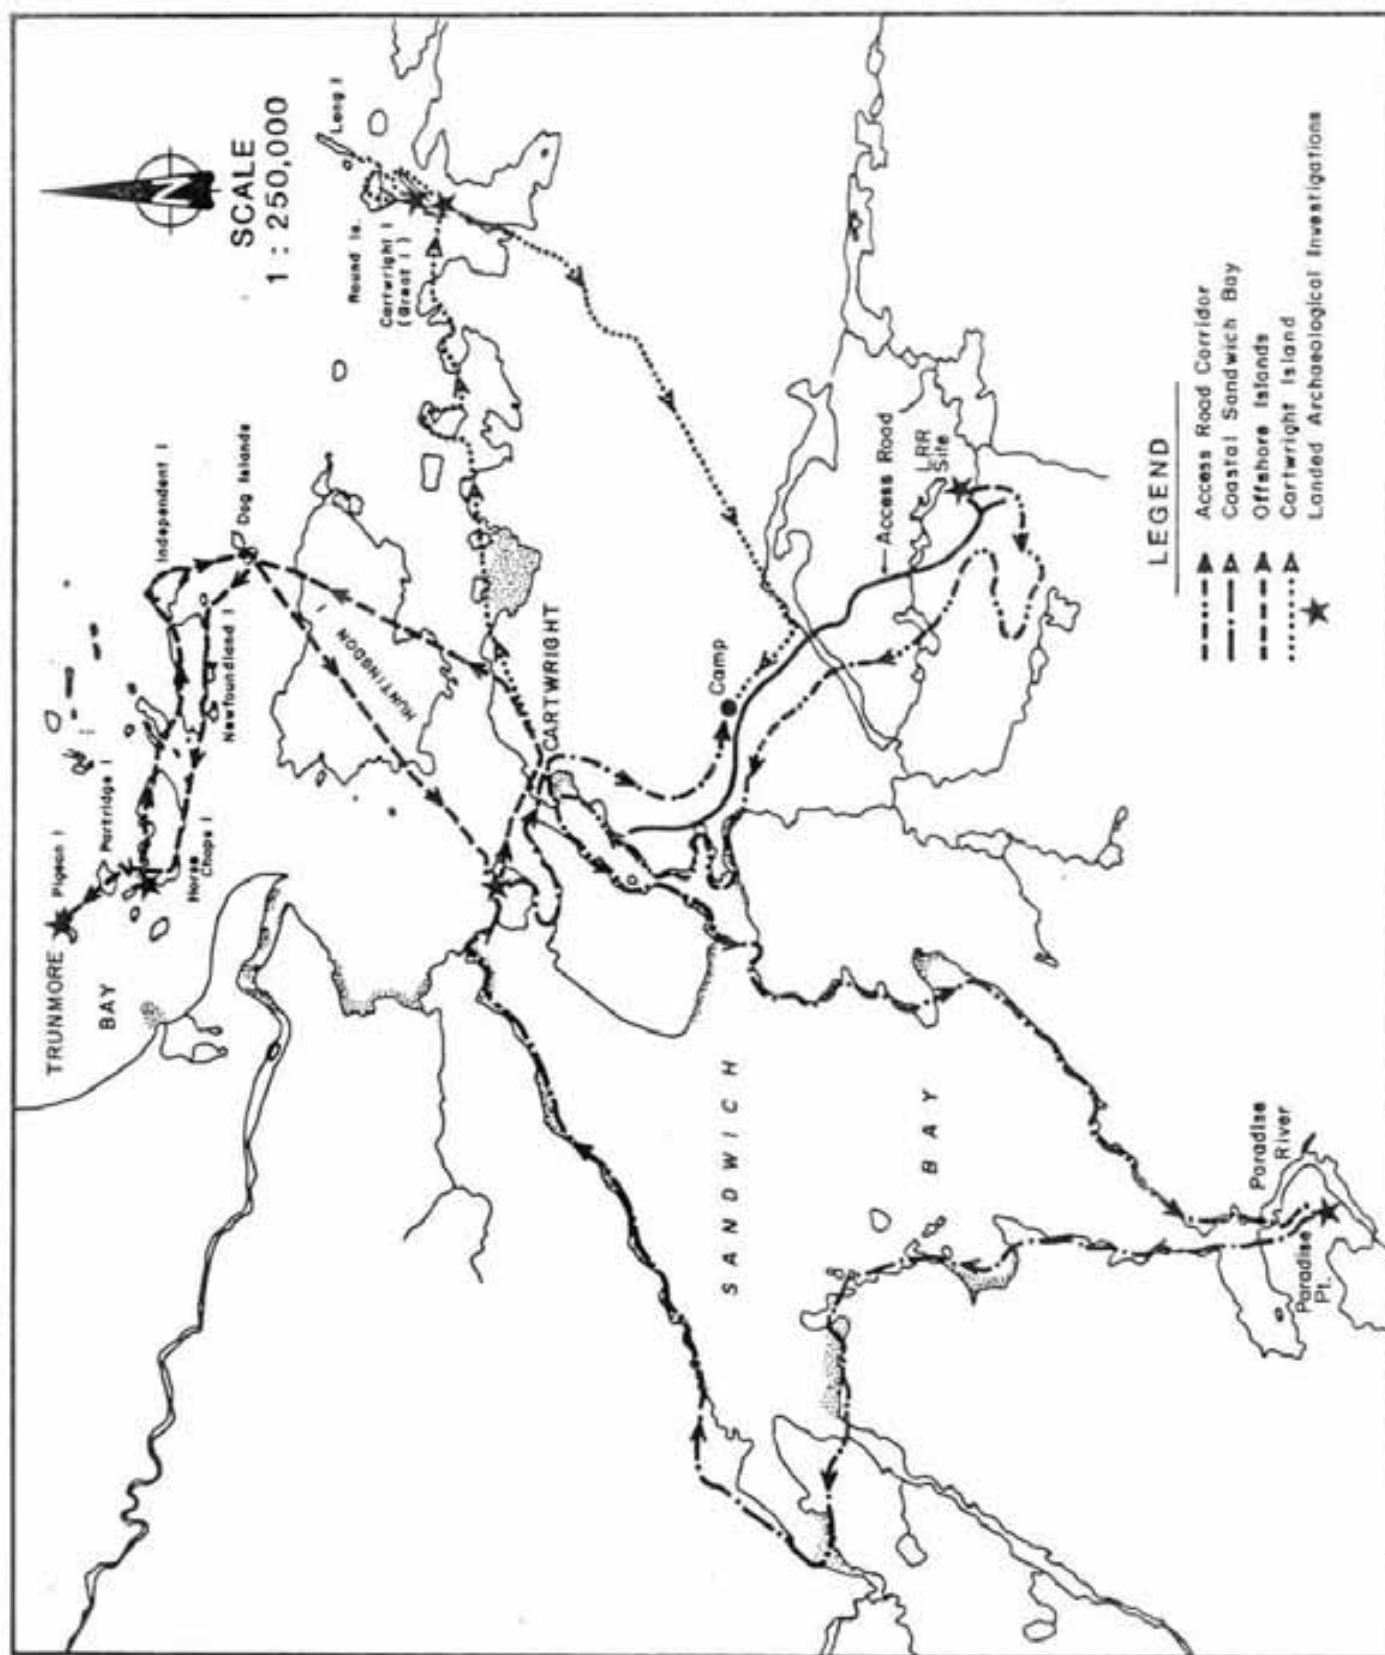 N
SCALE
1 : 250,000
TRUNMORE
BAY
Pigeon I
Partridge I
Horse
Chops I
Newfoundland I
Independent I
Dog Islands
HUNTINGDON I
Round Is.
Cartwright I
(Great I)
Long I
CARTWRIGHT
Camp
←Access Road
LRR
Site
SANDWICH
BAY
Paradise
River
Paradise
Pt.
LEGEND
Access Road Corridor
Coastal Sandwich Bay
Offshore Islands
Cartwright Island
Landed Archaeological Investigations